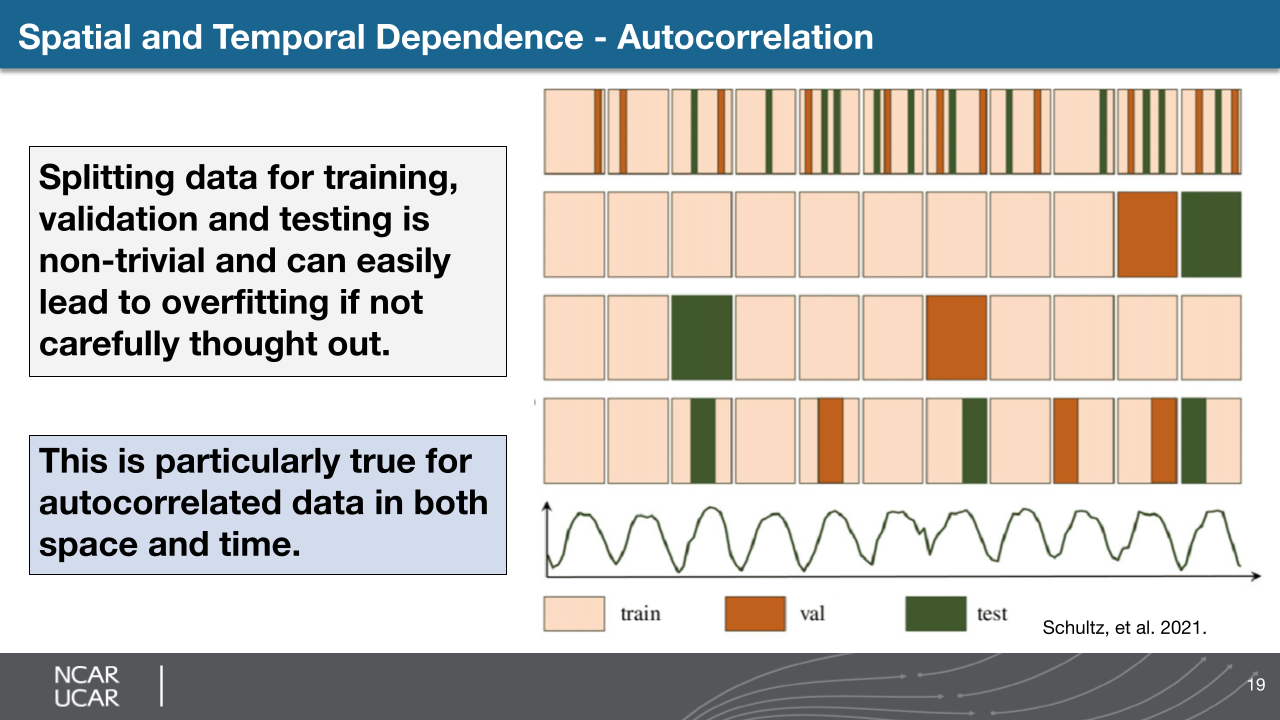 Spatial and Temporal Dependence - Autocorrelation
Splitting data for training,
validation and testing is
non-trivial and can easily
lead to overfitting if not
carefully thought out.
This is particularly true for
autocorrelated data in both
space and time.
train
val
test
Schultz, et al. 2021.
NCAR
UCAR
19